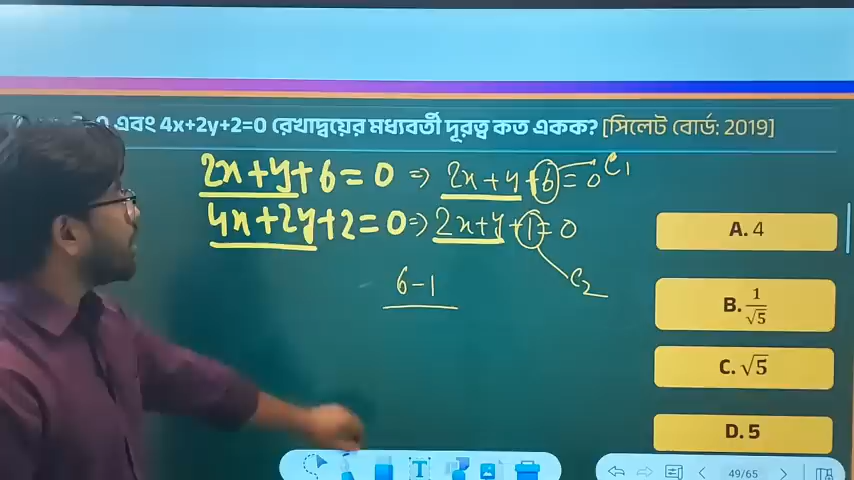 এবং 4x+2y+2=0 রেখাদ্বয়ের মধ্যবর্তী দূরত্ব কত একক? [সিলেট বোর্ড: 2019]
2x+y+6=0 ⇒ 2x+y+6=0 C₁
4x+2y+2=0 ⇒ 2x+y+1=0
C₂
6-1
A. 4
B. 1/√5
C. √5
D. 5
T
49/65